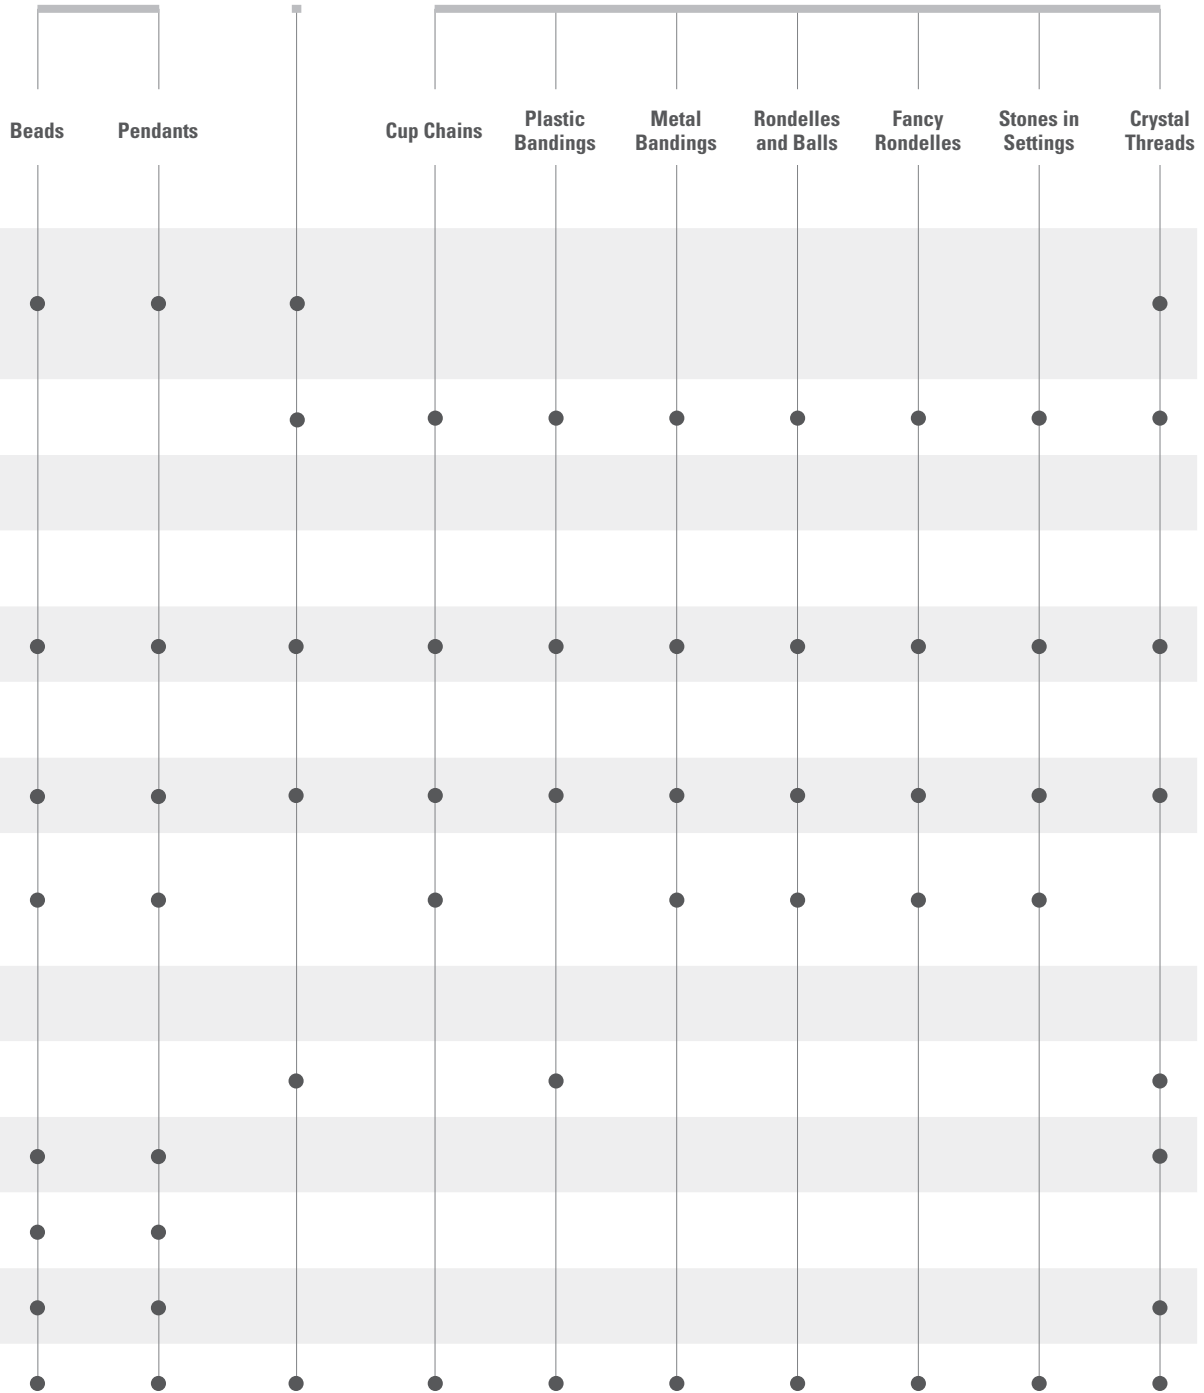 Beads
Pendants
Cup Chains
Plastic
Bandings
Metal
Bandings
Rondelles
and Balls
Fancy
Rondelles
Stones in
Settings
Crystal
Threads